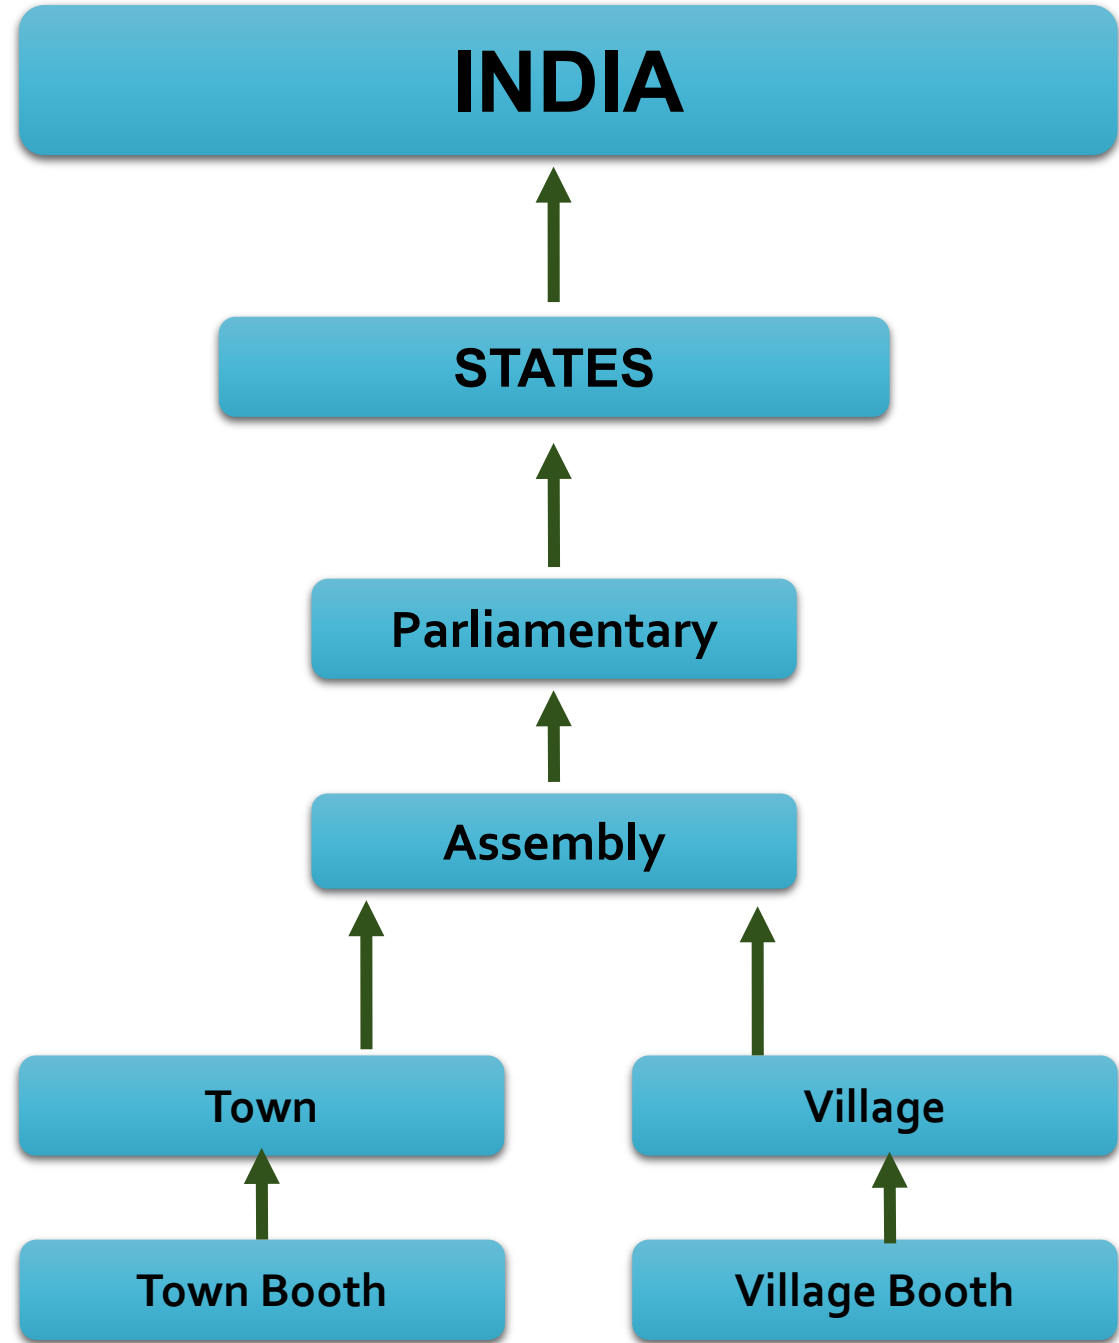 INDIA
STATES
Parliamentary
Assembly
Town
Village
Town Booth
Village Booth